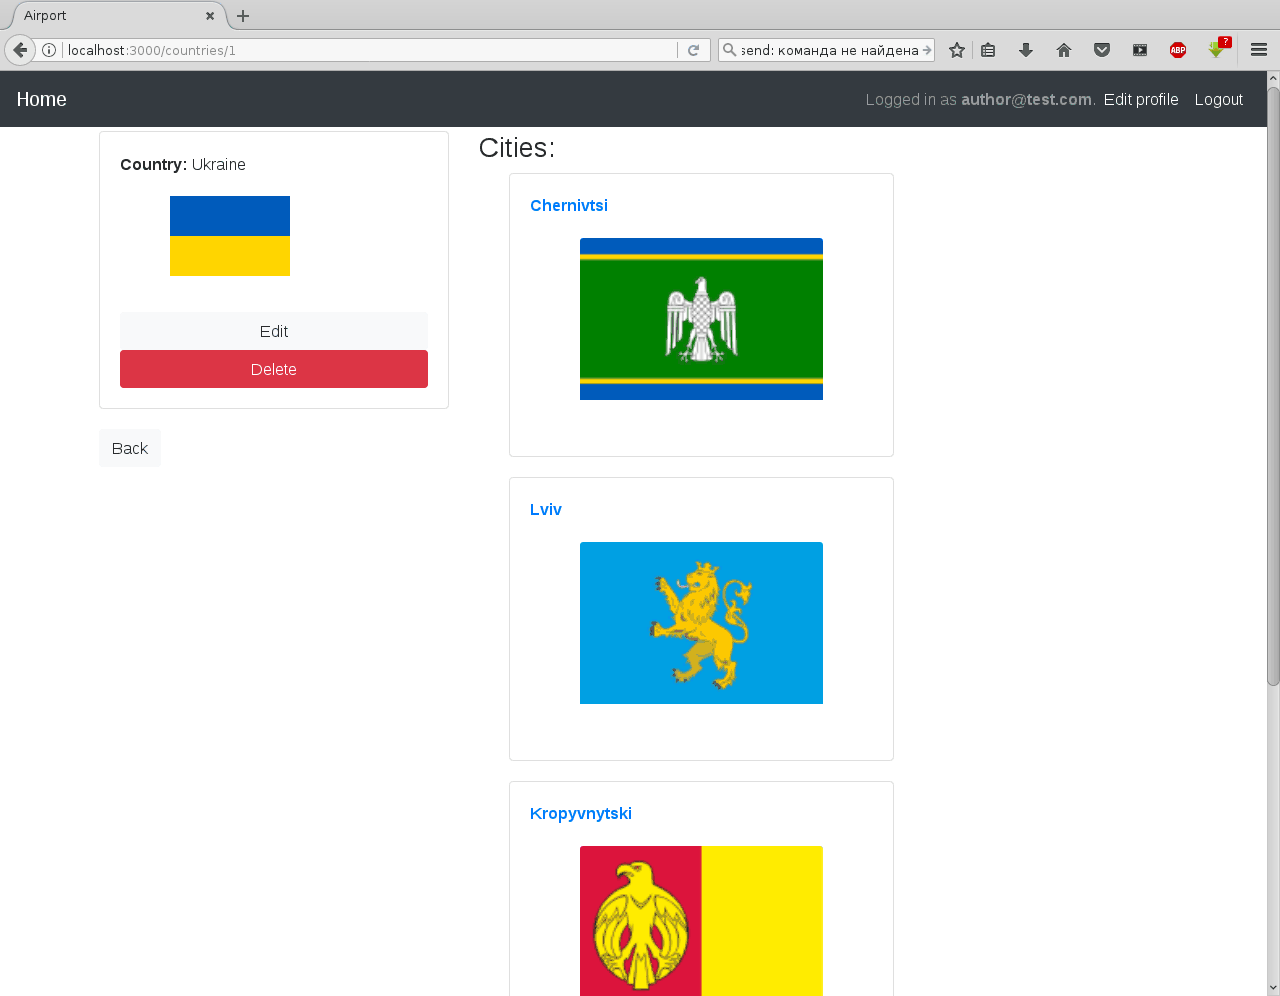 Airport
localhost:3000/countries/1
send: команда не найдена
ABP
?
Home
Logged in as author@test.com. Edit profile Logout
Country: Ukraine
Edit
Delete
Back
Cities:
Chernivtsi
Lviv
Kropyvnytski